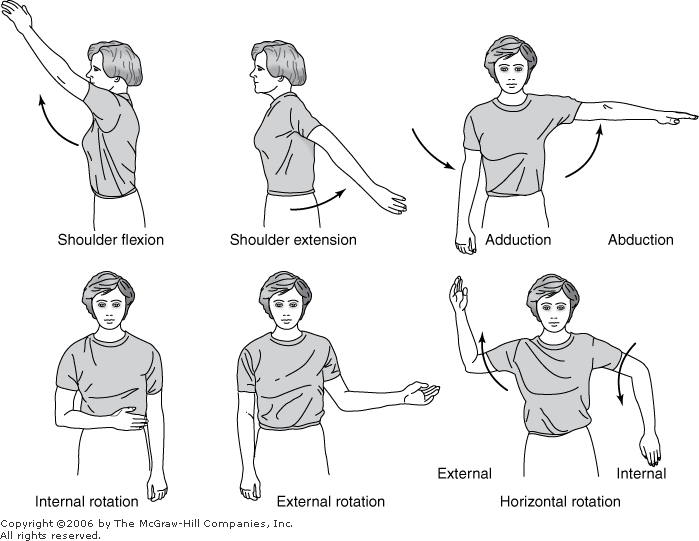 Shoulder flexion
Shoulder extension
Adduction
Abduction
Internal rotation
External rotation
External
Internal
Horizontal rotation
Copyright ©2006 by The McGraw-Hill Companies, Inc.
All rights reserved.